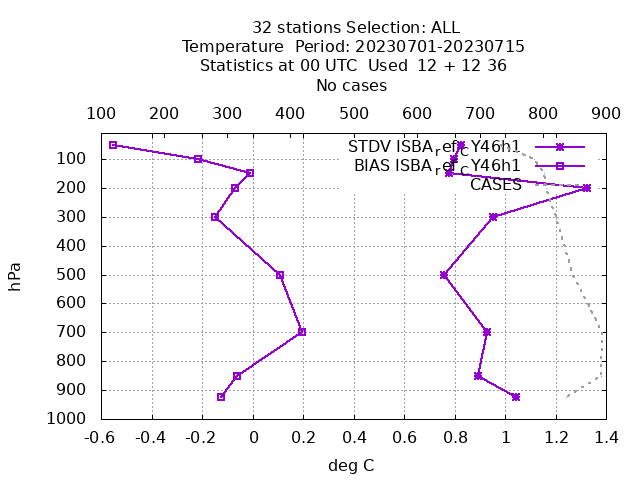 32 stations Selection: ALL
Temperature  Period: 20230701-20230715
Statistics at 00 UTC  Used  12 + 12 36
No cases
100 200 300 400 500 600 700 800 900
STDV ISBA_ref_C Y46h1
BIAS ISBA_ref_C Y46h1
CASES
100
200
300
400
500
600
700
800
900
1000
hPa
-0.6 -0.4 -0.2 0 0.2 0.4 0.6 0.8 1 1.2 1.4
deg C